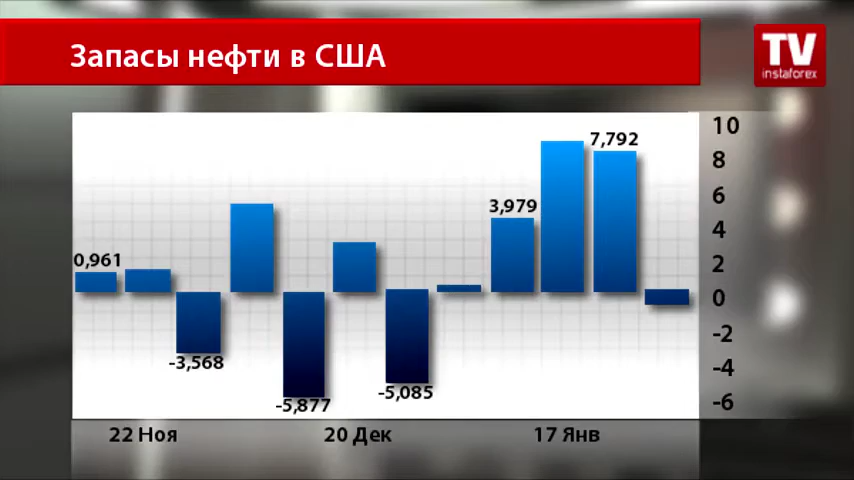 Запасы нефти в США
TV
instaforex
10
8
6
4
2
0
-2
-4
-6
0,961
-3,568
-5,877
-5,085
3,979
7,792
22 Ноя
20 Дек
17 Янв